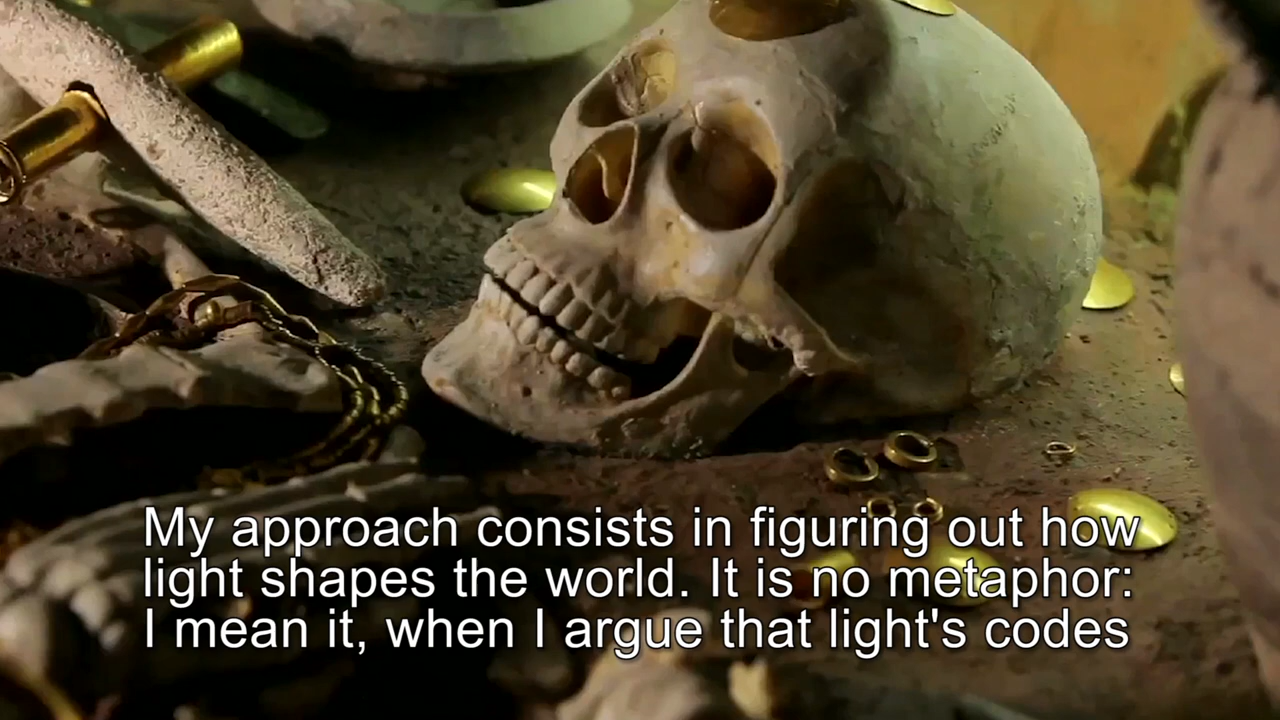 My approach consists in figuring out how
light shapes the world. It is no metaphor:
I mean it, when I argue that light's codes